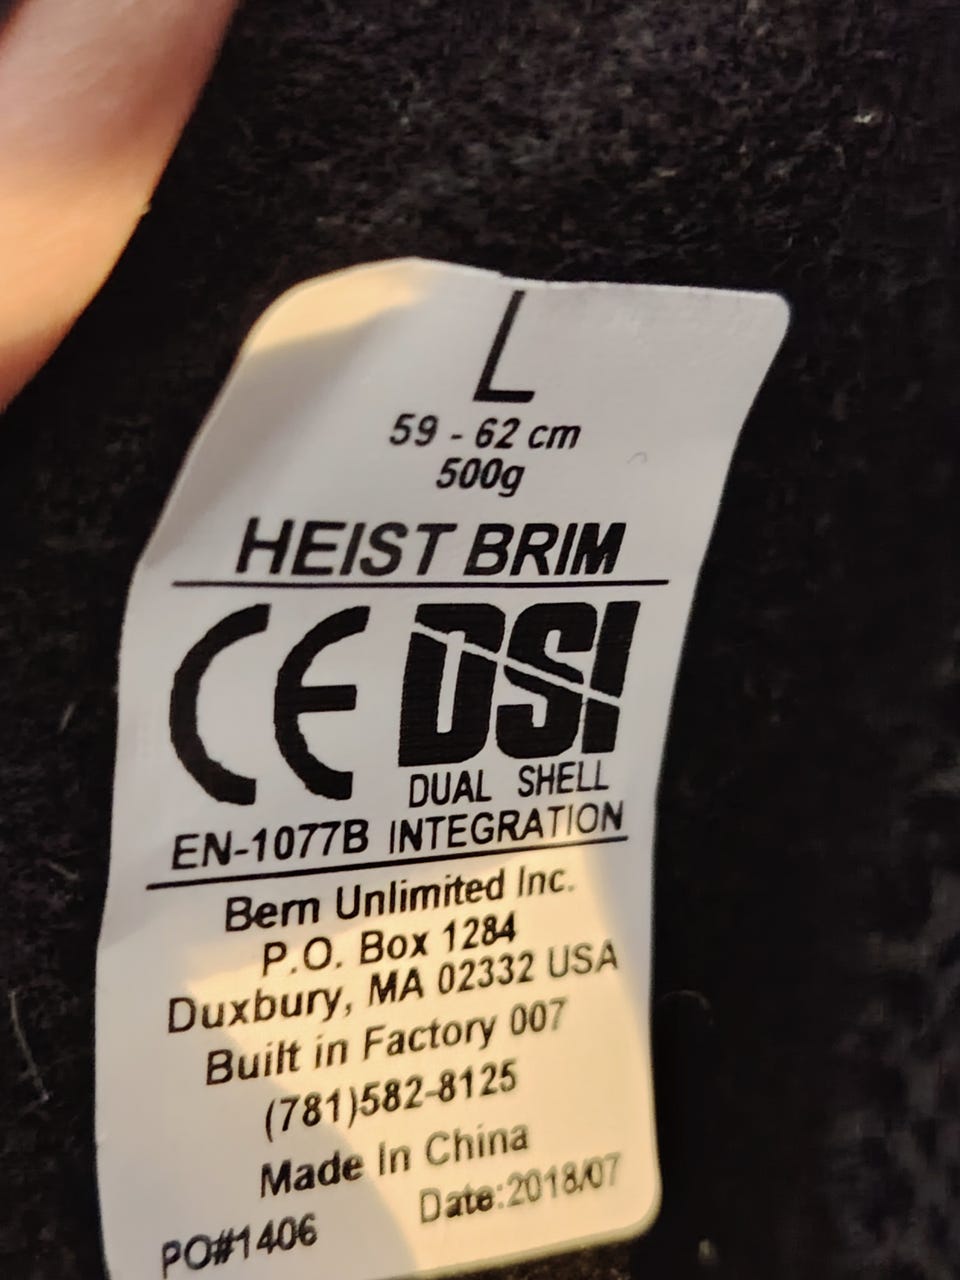 L
59 - 62 cm
500g
HEIST BRIM
CE DSI
DUAL SHELL
EN-1077B INTEGRATION
Bern Unlimited Inc.
P.O. Box 1284
Duxbury, MA 02332 USA
Built in Factory 007
(781)582-8125
Made In China
PO#1406 Date:2018/07